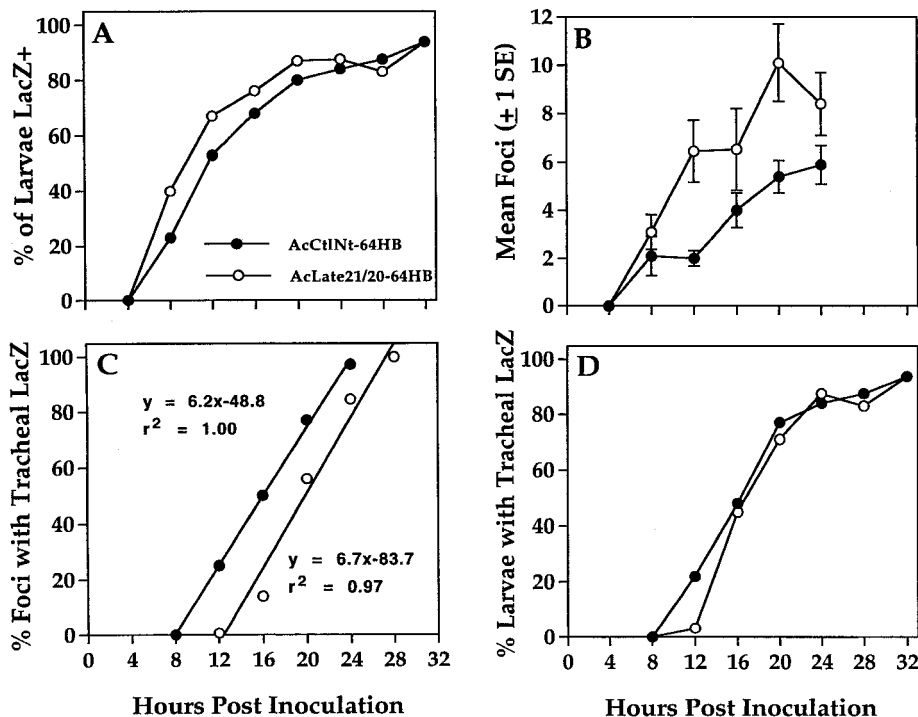 A
% of Larvae LacZ+
100
80
60
40
20
0
AcCtlNt-64HB
AcLate21/20-64HB
B
Mean Foci (± 1 SE)
12
10
8
6
4
2
0
C
% Foci with Tracheal LacZ
100
80
60
40
20
0
y = 6.2x-48.8
r² = 1.00
y = 6.7x-83.7
r² = 0.97
0 4 8 12 16 20 24 28 32
Hours Post Inoculation
D
% Larvae with Tracheal LacZ
100
80
60
40
20
0
0 4 8 12 16 20 24 28 32
Hours Post Inoculation